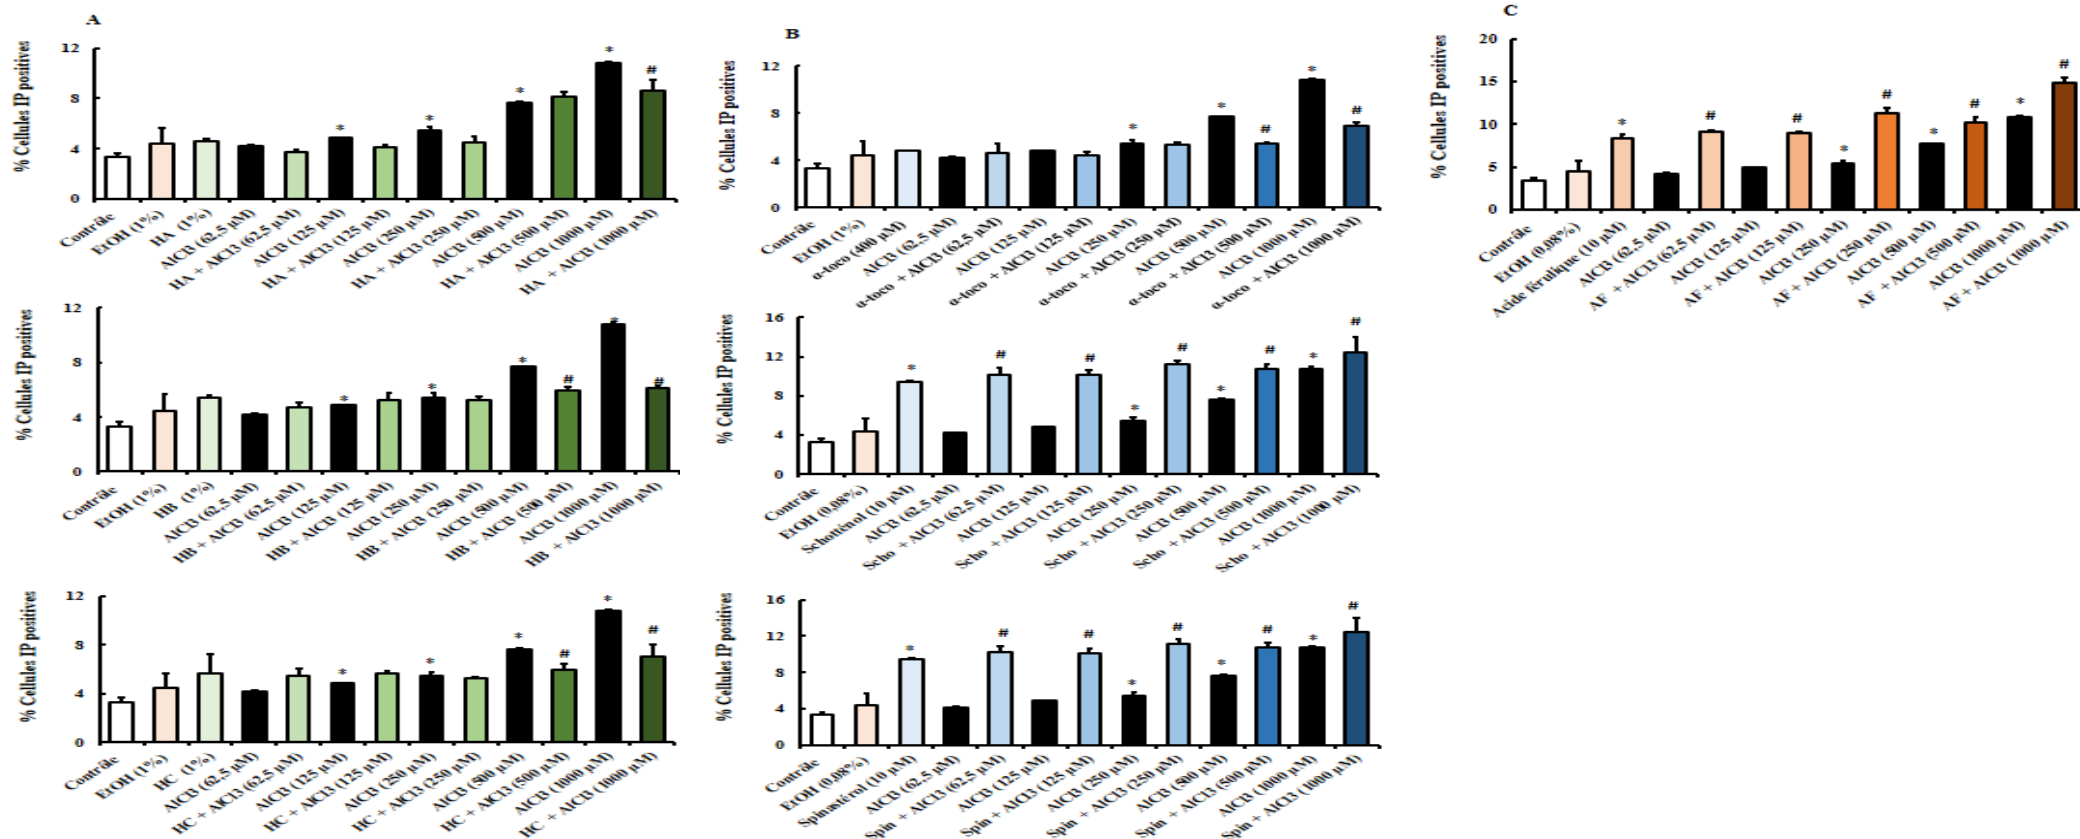 A
% Cellules IP positives
12
8
4
0
*
*
*
*
#
Contrôle
EtOH (1%)
HA (1%)
AlCl3 (62,5 µM)
HA + AlCl3 (62,5 µM)
AlCl3 (125 µM)
HA + AlCl3 (125 µM)
AlCl3 (250 µM)
HA + AlCl3 (250 µM)
AlCl3 (500 µM)
HA + AlCl3 (500 µM)
AlCl3 (1000 µM)
HA + AlCl3 (1000 µM)
% Cellules IP positives
12
8
4
0
*
*
*
#
*
#
Contrôle
EtOH (1%)
HB (1%)
AlCl3 (62,5 µM)
HB + AlCl3 (62,5 µM)
AlCl3 (125 µM)
HB + AlCl3 (125 µM)
AlCl3 (250 µM)
HB + AlCl3 (250 µM)
AlCl3 (500 µM)
HB + AlCl3 (500 µM)
AlCl3 (1000 µM)
HB + AlCl3 (1000 µM)
% Cellules IP positives
12
8
4
0
*
*
*
#
*
#
Contrôle
EtOH (1%)
HC (1%)
AlCl3 (62,5 µM)
HC + AlCl3 (62,5 µM)
AlCl3 (125 µM)
HC + AlCl3 (125 µM)
AlCl3 (250 µM)
HC + AlCl3 (250 µM)
AlCl3 (500 µM)
HC + AlCl3 (500 µM)
AlCl3 (1000 µM)
HC + AlCl3 (1000 µM)
B
% Cellules IP positives
12
8
4
0
*
*
#
*
#
Contrôle
EtOH (1%)
α-toco (400 µM)
AlCl3 (62,5 µM)
α-toco + AlCl3 (62,5 µM)
AlCl3 (125 µM)
α-toco + AlCl3 (125 µM)
AlCl3 (250 µM)
α-toco + AlCl3 (250 µM)
AlCl3 (500 µM)
α-toco + AlCl3 (500 µM)
AlCl3 (1000 µM)
α-toco + AlCl3 (1000 µM)
% Cellules IP positives
16
12
8
4
0
*
#
#
*
#
*
#
*
#
Contrôle
EtOH (0,08%)
Schotténol (10 µM)
AlCl3 (62,5 µM)
Scho + AlCl3 (62,5 µM)
AlCl3 (125 µM)
Scho + AlCl3 (125 µM)
AlCl3 (250 µM)
Scho + AlCl3 (250 µM)
AlCl3 (500 µM)
Scho + AlCl3 (500 µM)
AlCl3 (1000 µM)
Scho + AlCl3 (1000 µM)
% Cellules IP positives
16
12
8
4
0
*
#
#
*
#
*
#
*
#
Contrôle
EtOH (0,08%)
Spinastérol (10 µM)
AlCl3 (62,5 µM)
Spin + AlCl3 (62,5 µM)
AlCl3 (125 µM)
Spin + AlCl3 (125 µM)
AlCl3 (250 µM)
Spin + AlCl3 (250 µM)
AlCl3 (500 µM)
Spin + AlCl3 (500 µM)
AlCl3 (1000 µM)
Spin + AlCl3 (1000 µM)
C
% Cellules IP positives
20
15
10
5
0
*
#
#
*
#
*
#
*
#
Contrôle
EtOH (0,08%)
Acide férulique (10 µM)
AlCl3 (62,5 µM)
AF + AlCl3 (62,5 µM)
AlCl3 (125 µM)
AF + AlCl3 (125 µM)
AlCl3 (250 µM)
AF + AlCl3 (250 µM)
AlCl3 (500 µM)
AF + AlCl3 (500 µM)
AlCl3 (1000 µM)
AF + AlCl3 (1000 µM)